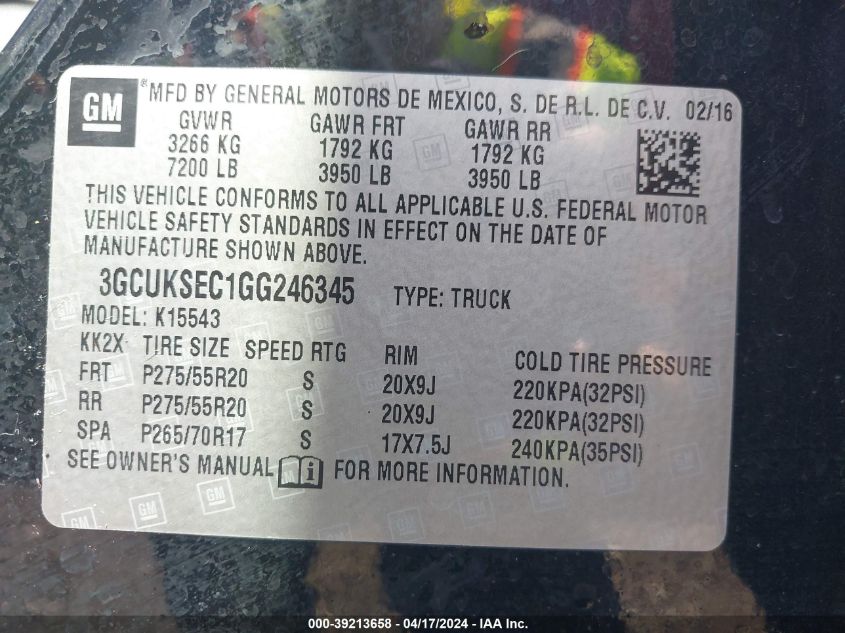 GM ® MFD BY GENERAL MOTORS DE MEXICO, S. DE R.L. DE C.V. 02/16
GVWR GAWR FRT GAWR RR
3266 KG 1792 KG 1792 KG
7200 LB 3950 LB 3950 LB
THIS VEHICLE CONFORMS TO ALL APPLICABLE U.S. FEDERAL MOTOR
VEHICLE SAFETY STANDARDS IN EFFECT ON THE DATE OF
MANUFACTURE SHOWN ABOVE.
3GCUKSEC1GG246345 TYPE: TRUCK
MODEL: K15543
KK2X TIRE SIZE SPEED RTG RIM COLD TIRE PRESSURE
FRT P275/55R20 S 20X9J 220KPA(32PSI)
RR P275/55R20 S 20X9J 220KPA(32PSI)
SPA P265/70R17 S 17X7.5J 240KPA(35PSI)
SEE OWNER'S MANUAL i FOR MORE INFORMATION.
000-39213658 - 04/17/2024 - IAA Inc.